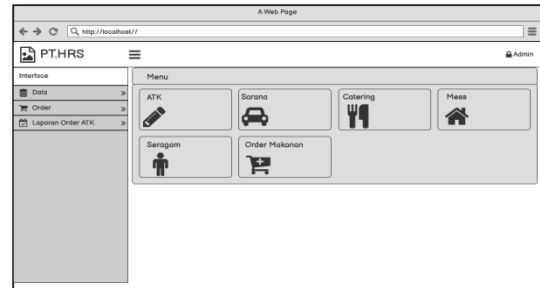 A Web Page
http://localhost//
PT.HRS
Admin
Interface
Data
Order
Laporan Order ATK
Menu
ATK
Sarana
Catering
Mess
Seragam
Order Makanan